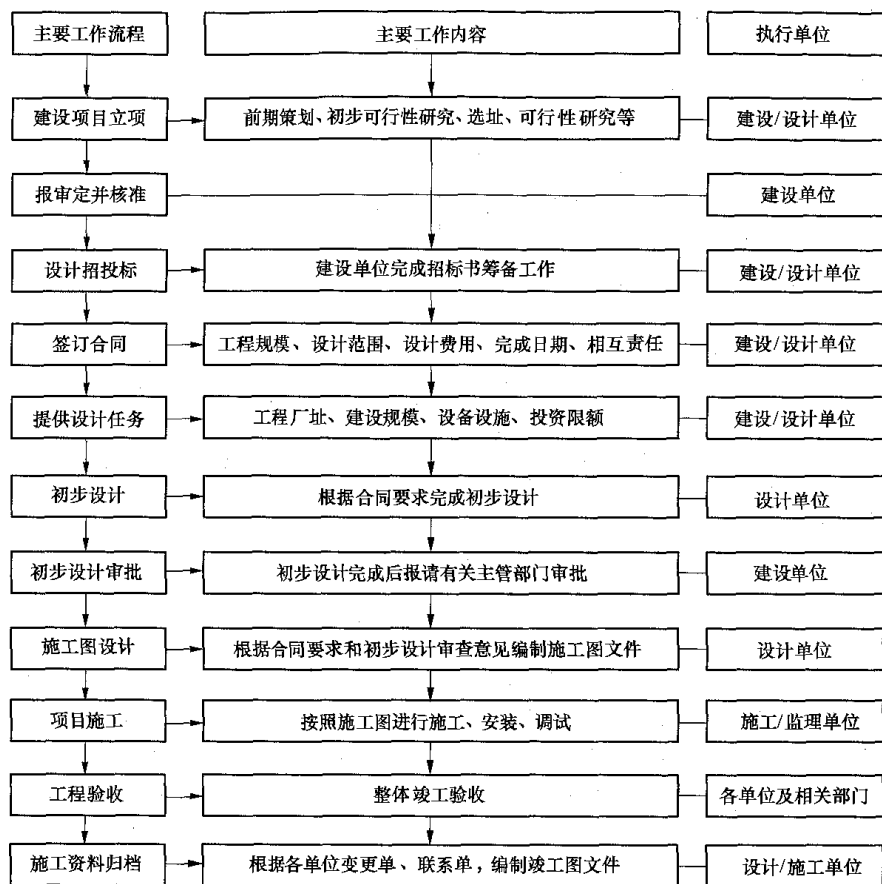 主要工作流程 主要工作内容 执行单位
建设项目立项 前期策划、初步可行性研究、选址、可行性研究等 建设/设计单位
报审定并核准 建设单位
设计招投标 建设单位完成招标书筹备工作 建设/设计单位
签订合同 工程规模、设计范围、设计费用、完成日期、相互责任 建设/设计单位
提供设计任务 工程厂址、建设规模、设备设施、投资限额 建设/设计单位
初步设计 根据合同要求完成初步设计 设计单位
初步设计审批 初步设计完成后报请有关主管部门审批 建设单位
施工图设计 根据合同要求和初步设计审查意见编制施工图文件 设计单位
项目施工 按照施工图进行施工、安装、调试 施工/监理单位
工程验收 整体竣工验收 各单位及相关部门
施工资料归档 根据各单位变更单、联系单，编制竣工图文件 设计/施工单位